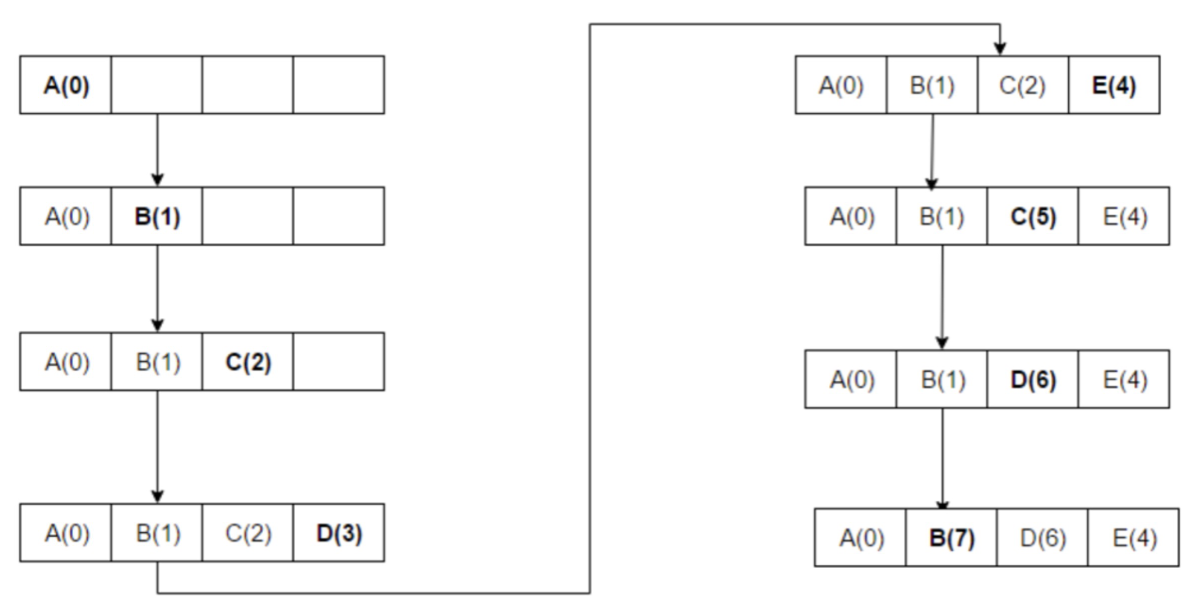 A(0)
A(0) B(1)
A(0) B(1) C(2)
A(0) B(1) C(2) D(3)
A(0) B(1) C(2) E(4)
A(0) B(1) C(5) E(4)
A(0) B(1) D(6) E(4)
A(0) B(7) D(6) E(4)